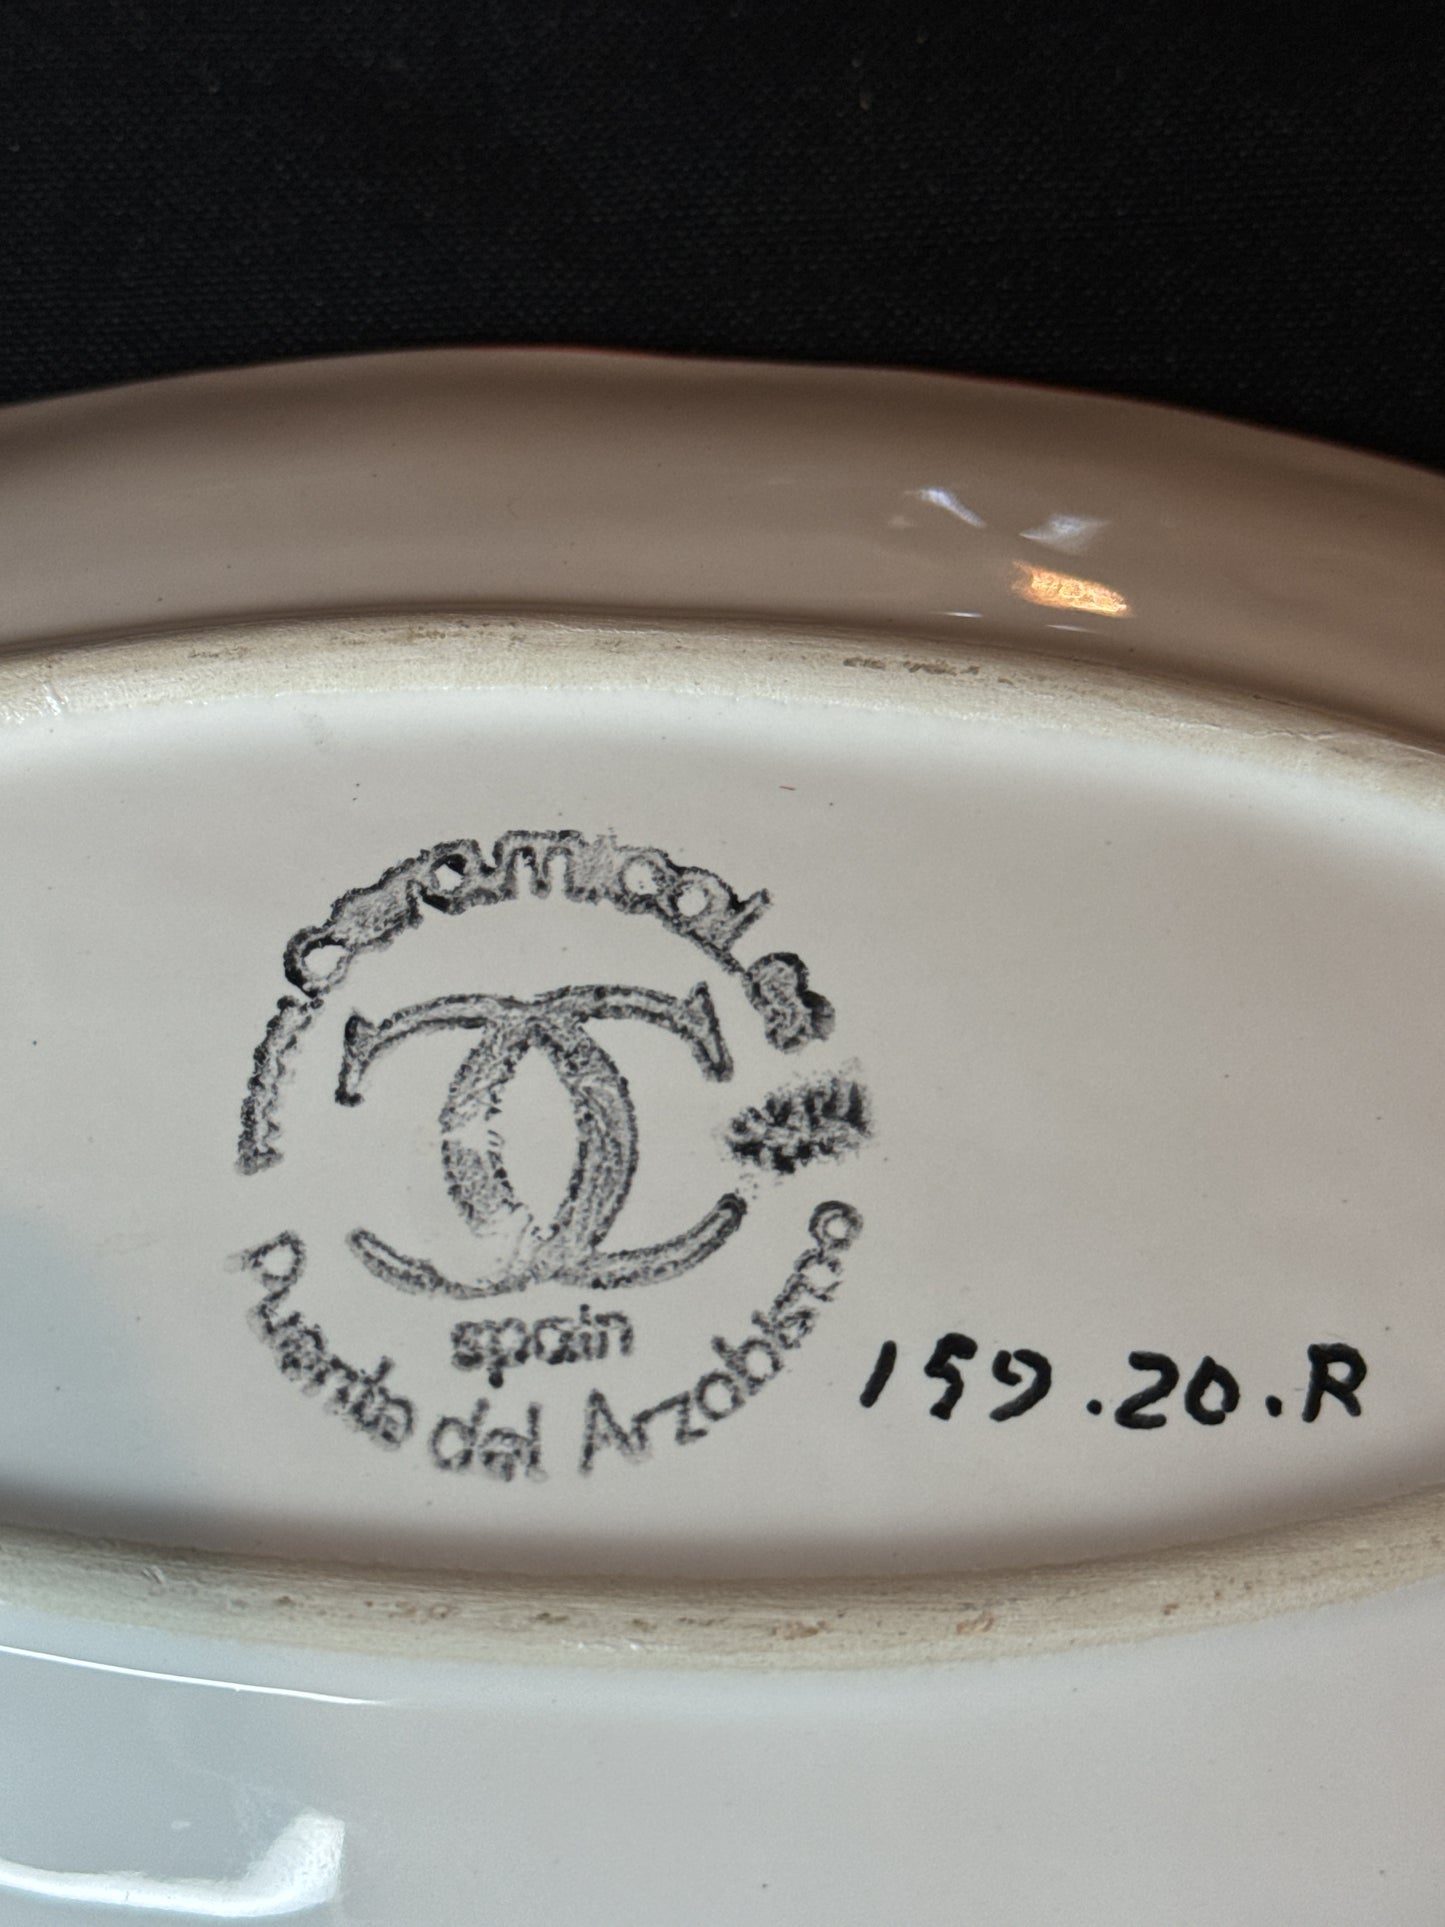 spain
Puente del Arzobispo
159.20.R